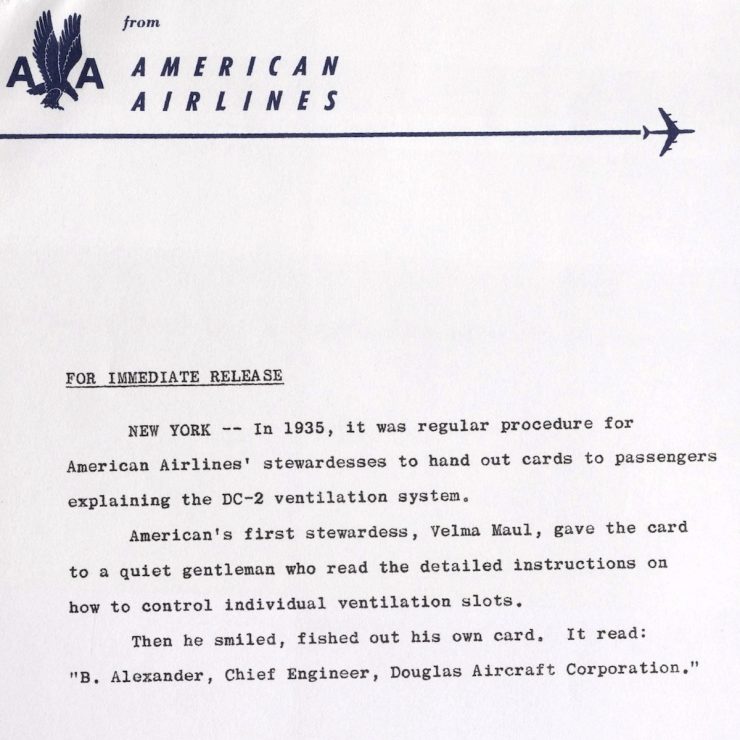 from
AA AMERICAN
AIRLINES
FOR IMMEDIATE RELEASE
NEW YORK -- In 1935, it was regular procedure for
American Airlines' stewardesses to hand out cards to passengers
explaining the DC-2 ventilation system.
American's first stewardess, Velma Maul, gave the card
to a quiet gentleman who read the detailed instructions on
how to control individual ventilation slots.
Then he smiled, fished out his own card. It read:
"B. Alexander, Chief Engineer, Douglas Aircraft Corporation."